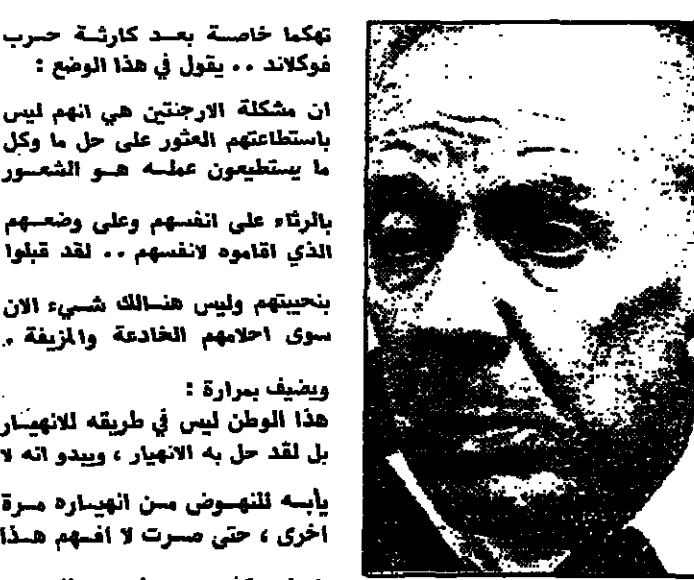 تهكما خاصة بعد كارثة حرب
فوكلاند .. يقول في هذا الوضع :
ان مشكلة الارجنتين هي انهم ليس
باستطاعتهم العثور على حل ما وكل
ما يستطيعون عمله هو الشعور
بالرثاء على انفسهم وعلى وضعهم
الذي اقاموه لانفسهم .. لقد قبلوا
بنحيبتهم وليس هنالك شيء الان
سوى احلامهم الخادعة والمزيفة .
ويضيف بمرارة :
هذا الوطن ليس في طريقه للانهيار
بل لقد حل به الانهيار ، ويبدو انه لا
يأبه للنهوض من انهياره مرة
اخرى ، حتى صرت لا افهم هذا